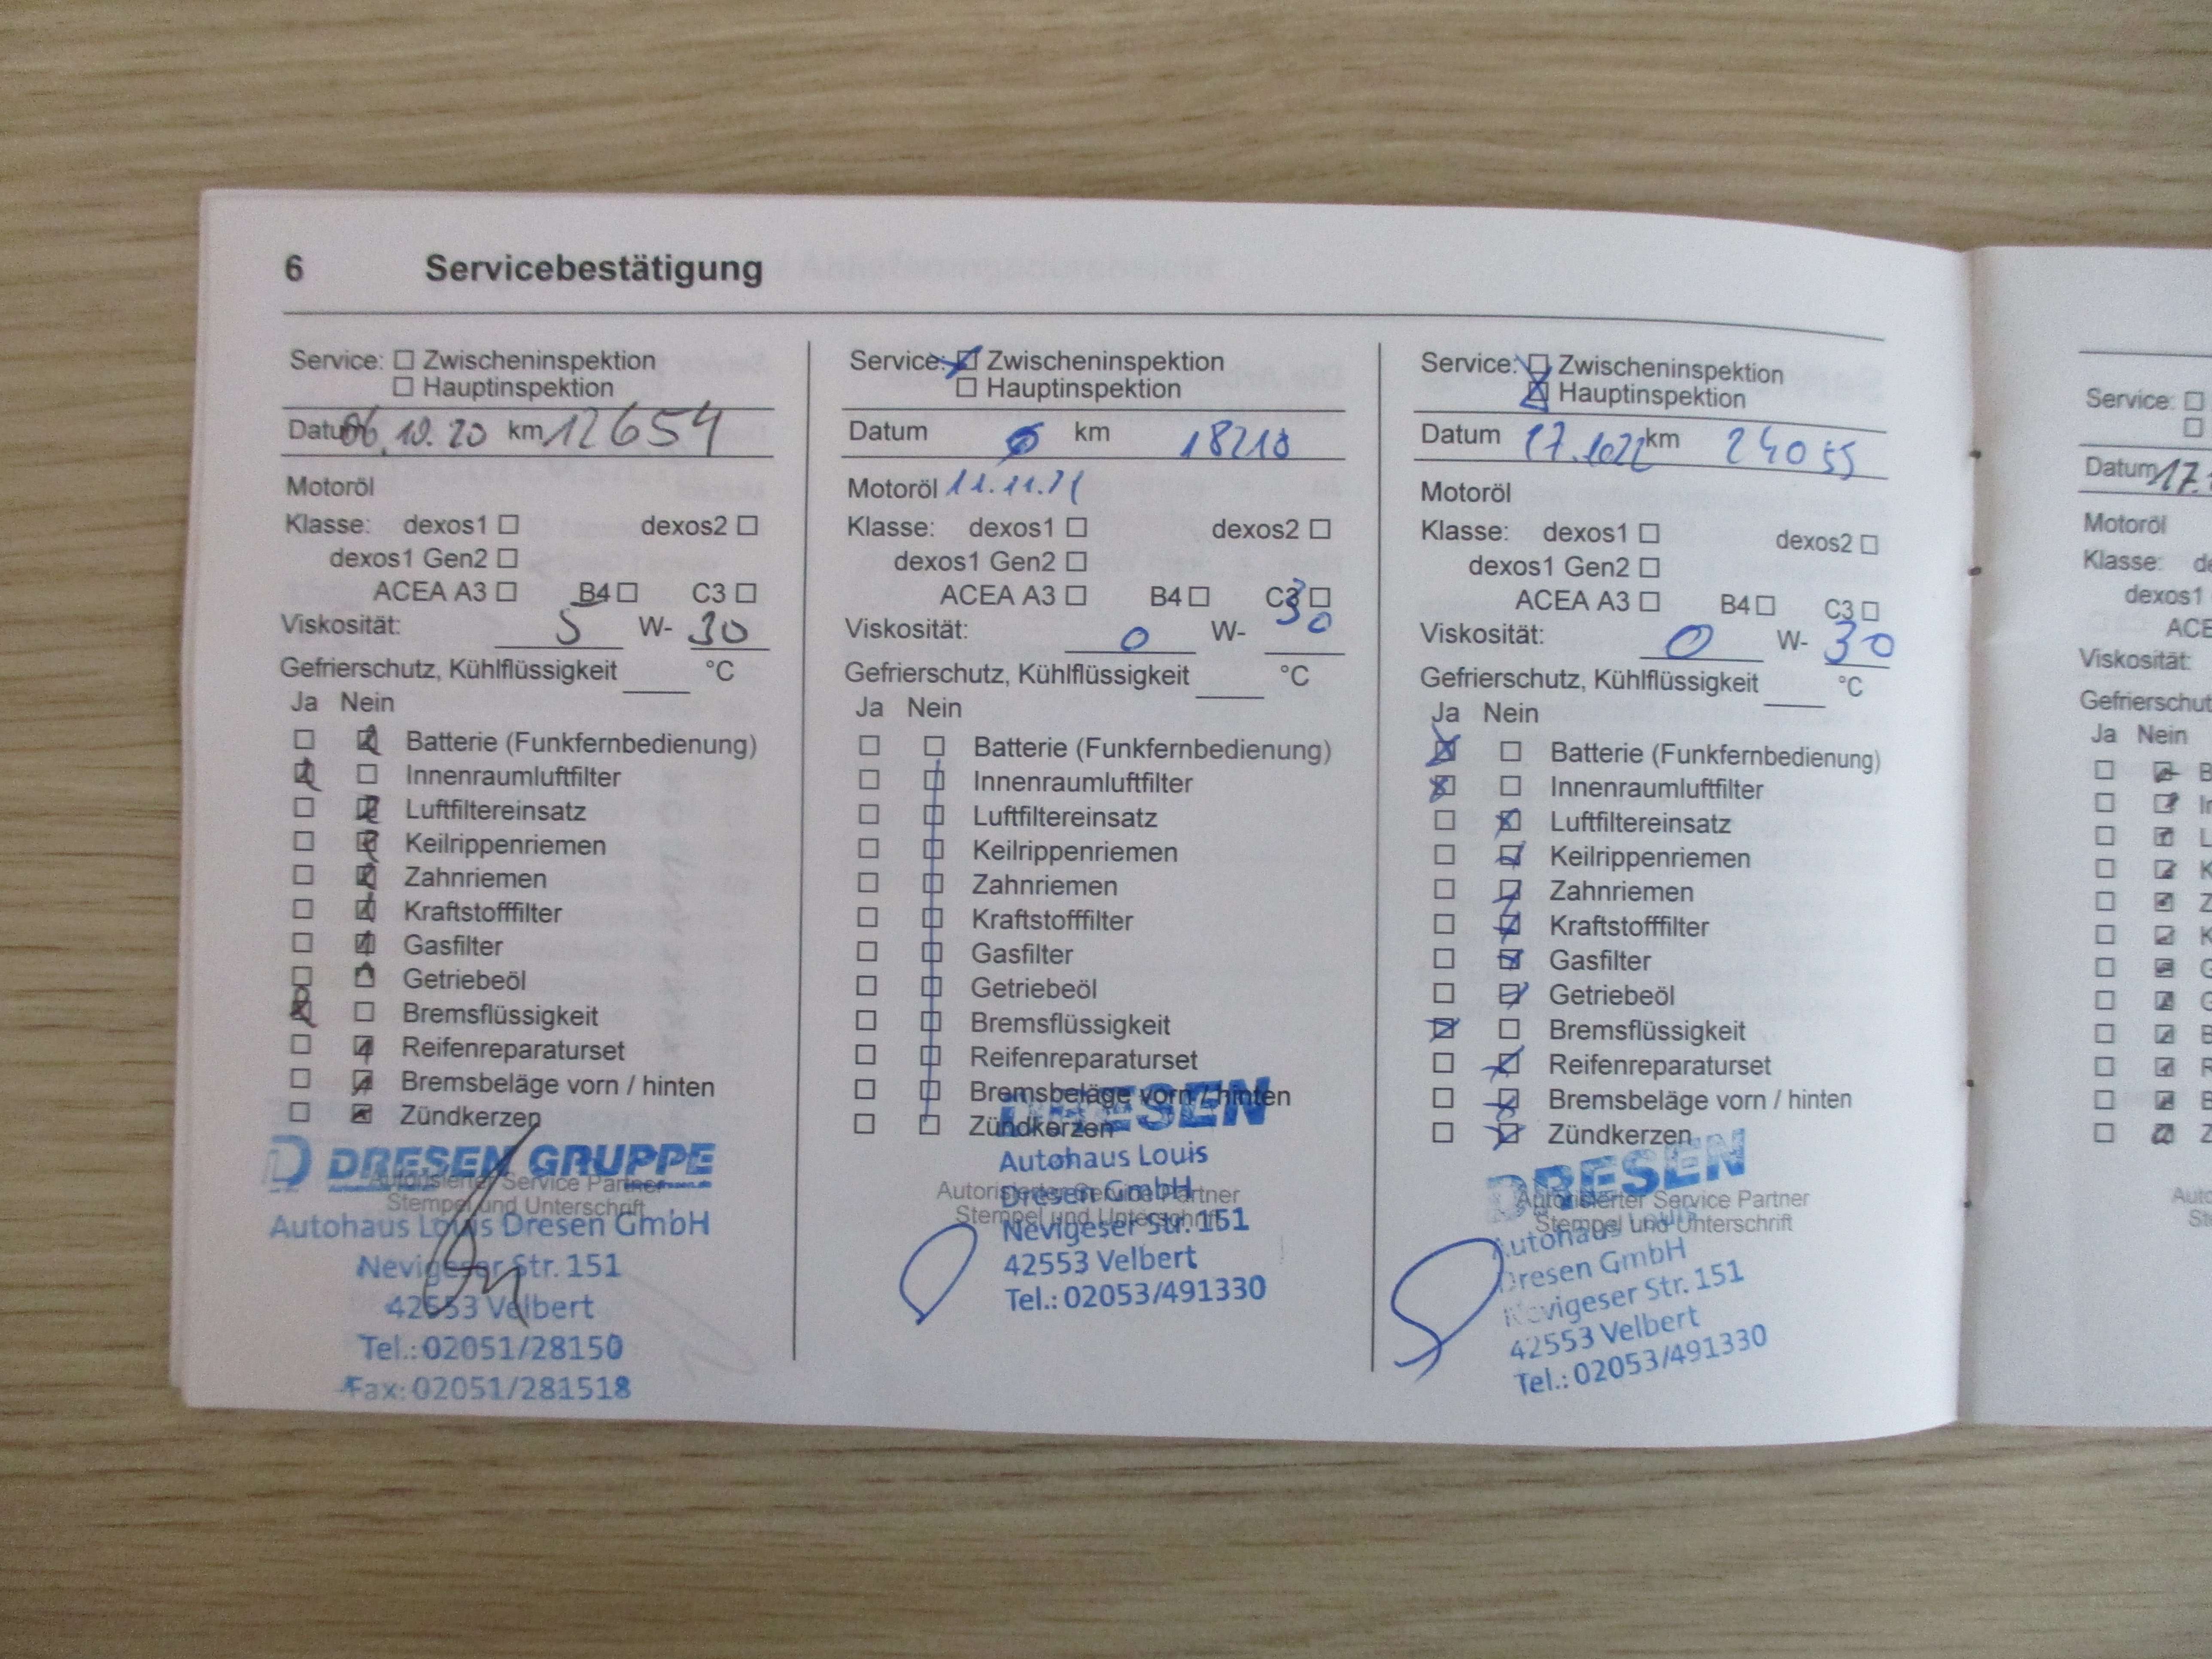 6 Servicebestätigung
Service: ☐ Zwischeninspektion
☐ Hauptinspektion
Datum 06.10.20 km 12654
Motoröl
Klasse: dexos1 ☐ dexos2 ☐
dexos1 Gen2 ☐
ACEA A3 ☐ B4 ☐ C3 ☐
Viskosität: 5 W- 30
Gefrierschutz, Kühlflüssigkeit °C
Ja Nein
☐ ☒ Batterie (Funkfernbedienung)
☒ ☐ Innenraumluftfilter
☐ ☒ Luftfiltereinsatz
☐ ☒ Keilrippenriemen
☐ ☒ Zahnriemen
☐ ☒ Kraftstofffilter
☐ ☒ Gasfilter
☐ ☒ Getriebeöl
☒ ☐ Bremsflüssigkeit
☐ ☒ Reifenreparaturset
☐ ☒ Bremsbeläge vorn / hinten
☐ ☒ Zündkerzen
DRESEN GRUPPE
Autorisierter Service Partner
Stempel und Unterschrift
Autohaus Louis Dresen GmbH
Nevigeser Str. 151
42553 Velbert
Tel.: 02051/28150
Fax: 02051/281518
Service: ☒ Zwischeninspektion
☐ Hauptinspektion
Datum km 18210
Motoröl 11.11.21
Klasse: dexos1 ☐ dexos2 ☐
dexos1 Gen2 ☐
ACEA A3 ☐ B4 ☐ C3 ☐
Viskosität: 0 W- 30
Gefrierschutz, Kühlflüssigkeit °C
Ja Nein
☐ ☐ Batterie (Funkfernbedienung)
☐ ☐ Innenraumluftfilter
☐ ☐ Luftfiltereinsatz
☐ ☐ Keilrippenriemen
☐ ☐ Zahnriemen
☐ ☐ Kraftstofffilter
☐ ☐ Gasfilter
☐ ☐ Getriebeöl
☐ ☐ Bremsflüssigkeit
☐ ☐ Reifenreparaturset
☐ ☐ Bremsbeläge vorn / hinten
☐ ☐ Zündkerzen
DRESEN
Autohaus Louis
Dresen GmbH
Autorisierter Service Partner
Stempel und Unterschrift
Nevigeser Str. 151
42553 Velbert
Tel.: 02053/491330
Service: ☐ Zwischeninspektion
☒ Hauptinspektion
Datum 17.1022 km 24055
Motoröl
Klasse: dexos1 ☐ dexos2 ☐
dexos1 Gen2 ☐
ACEA A3 ☐ B4 ☐ C3 ☐
Viskosität: 0 W- 30
Gefrierschutz, Kühlflüssigkeit °C
Ja Nein
☒ ☐ Batterie (Funkfernbedienung)
☒ ☐ Innenraumluftfilter
☐ ☒ Luftfiltereinsatz
☐ ☒ Keilrippenriemen
☐ ☒ Zahnriemen
☐ ☒ Kraftstofffilter
☐ ☒ Gasfilter
☐ ☒ Getriebeöl
☒ ☐ Bremsflüssigkeit
☐ ☒ Reifenreparaturset
☐ ☒ Bremsbeläge vorn / hinten
☐ ☒ Zündkerzen
DRESEN
Autorisierter Service Partner
Stempel und Unterschrift
Autohaus Louis
Dresen GmbH
Nevigeser Str. 151
42553 Velbert
Tel.: 02053/491330
Service: ☐
☐
Datum 17.
Motoröl
Klasse:
dexos1
Viskosität:
Ja Nein